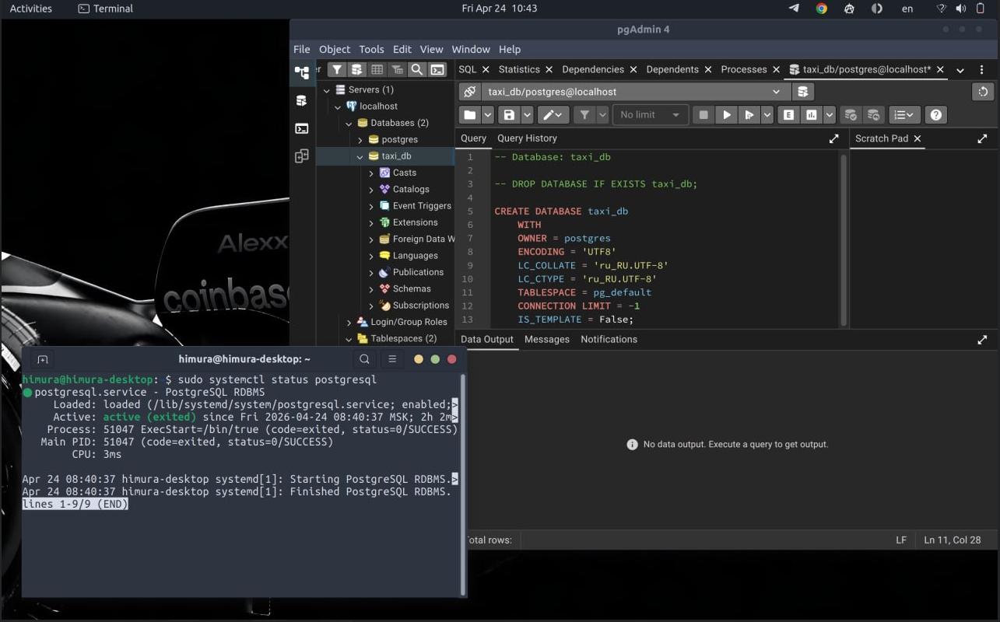 Activities
Terminal
Fri Apr 24 10:43
en
pgAdmin 4
File Object Tools Edit View Window Help
SQL
Statistics
Dependencies
Dependents
Processes
taxi_db/postgres@localhost*
Servers (1)
localhost
Databases (2)
postgres
taxi_db
Casts
Catalogs
Event Triggers
Extensions
Foreign Data W
Languages
Publications
Schemas
Subscriptions
Login/Group Roles
Tablespaces (2)
taxi_db/postgres@localhost
No limit
Query
Query History
Scratch Pad
1 -- Database: taxi_db
2
3 -- DROP DATABASE IF EXISTS taxi_db;
4
5 CREATE DATABASE taxi_db
6 WITH
7 OWNER = postgres
8 ENCODING = 'UTF8'
9 LC_COLLATE = 'ru_RU.UTF-8'
10 LC_CTYPE = 'ru_RU.UTF-8'
11 TABLESPACE = pg_default
12 CONNECTION LIMIT = -1
13 IS_TEMPLATE = False;
Data Output
Messages
Notifications
No data output. Execute a query to get output.
otal rows:
LF
Ln 11, Col 28
Alexx
coinbas
himura@himura-desktop: ~
himura@himura-desktop:~$ sudo systemctl status postgresql
● postgresql.service - PostgreSQL RDBMS
Loaded: loaded (/lib/systemd/system/postgresql.service; enabled;>
Active: active (exited) since Fri 2026-04-24 08:40:37 MSK; 2h 2m>
Process: 51047 ExecStart=/bin/true (code=exited, status=0/SUCCESS)
Main PID: 51047 (code=exited, status=0/SUCCESS)
CPU: 3ms
Apr 24 08:40:37 himura-desktop systemd[1]: Starting PostgreSQL RDBMS.>
Apr 24 08:40:37 himura-desktop systemd[1]: Finished PostgreSQL RDBMS.
lines 1-9/9 (END)